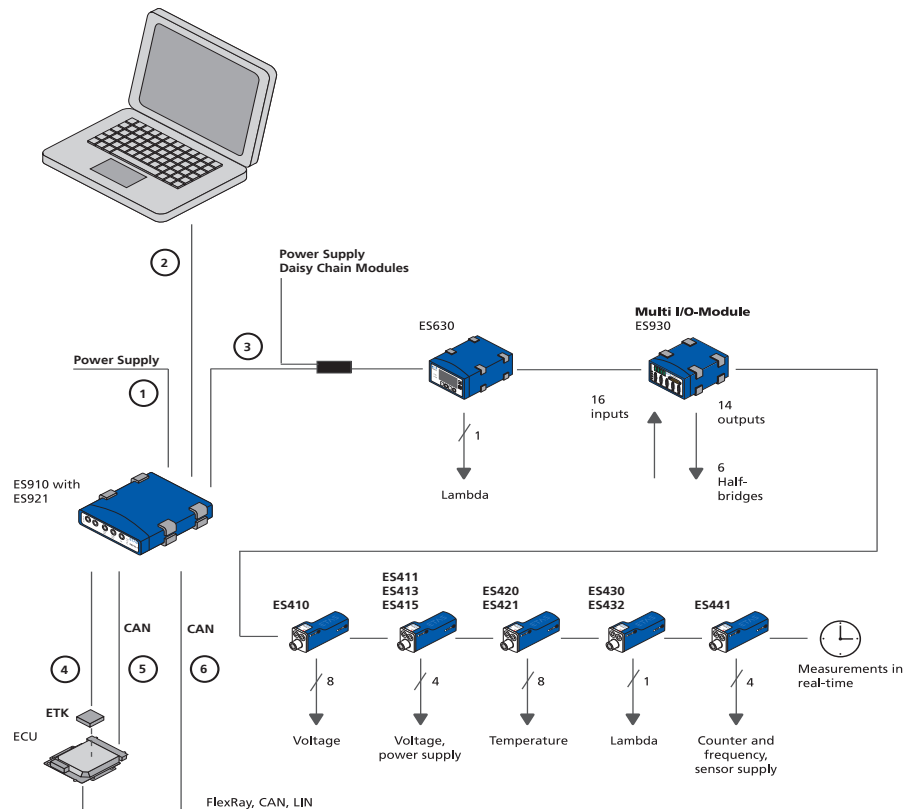 2
Power Supply
Daisy Chain Modules
3
ES630
Multi I/O-Module
ES930
Power Supply
1
16
inputs
14
outputs
1
6
Half-
bridges
Lambda
ES910 with
ES921
ES410
ES411
ES413
ES415
ES420
ES421
ES430
ES432
ES441
CAN
CAN
4
5
6
8
4
8
1
4
Measurements in
real-time
ETK
ECU
Voltage
Voltage,
power supply
Temperature
Lambda
Counter and
frequency,
sensor supply
FlexRay, CAN, LIN